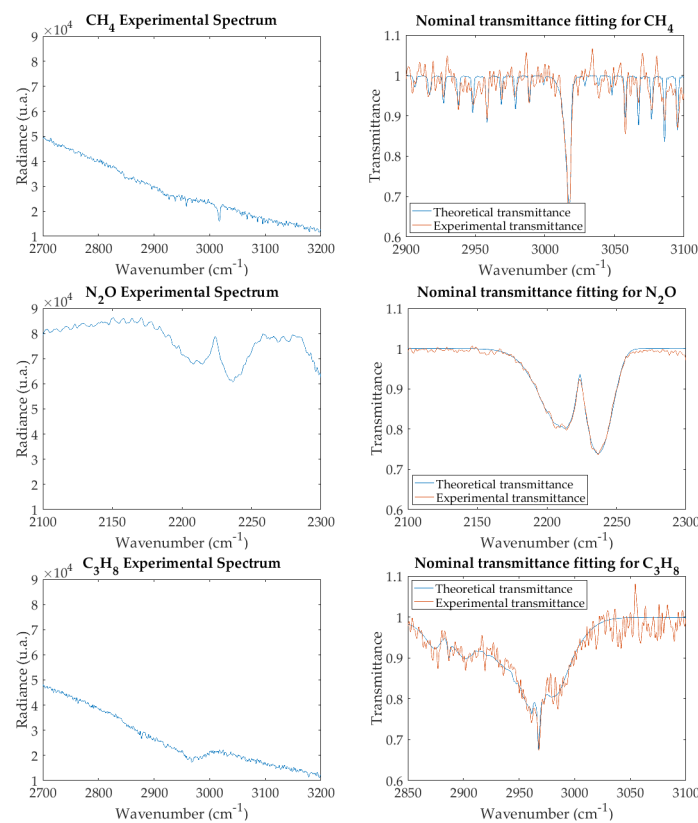 CH4 Experimental Spectrum
× 10^4
9
8
7
6
5
4
3
2
1
Radiance (u.a.)
2700 2800 2900 3000 3100 3200
Wavenumber (cm-1)
Nominal transmittance fitting for CH4
1.1
1
0.9
0.8
0.7
0.6
Transmittance
Theoretical transmittance
Experimental transmittance
2900 2950 3000 3050 3100
Wavenumber (cm-1)
N2O Experimental Spectrum
× 10^4
9
8
7
6
5
4
3
2
1
Radiance (u.a.)
2100 2150 2200 2250 2300
Wavenumber (cm-1)
Nominal transmittance fitting for N2O
1.1
1
0.9
0.8
0.7
0.6
Transmittance
Theoretical transmittance
Experimental transmittance
2100 2150 2200 2250 2300
Wavenumber (cm-1)
C3H8 Experimental Spectrum
× 10^4
9
8
7
6
5
4
3
2
1
Radiance (u.a.)
2700 2800 2900 3000 3100 3200
Wavenumber (cm-1)
Nominal transmittance fitting for C3H8
1.1
1
0.9
0.8
0.7
0.6
Transmittance
Theoretical transmittance
Experimental transmittance
2850 2900 2950 3000 3050 3100
Wavenumber (cm-1)